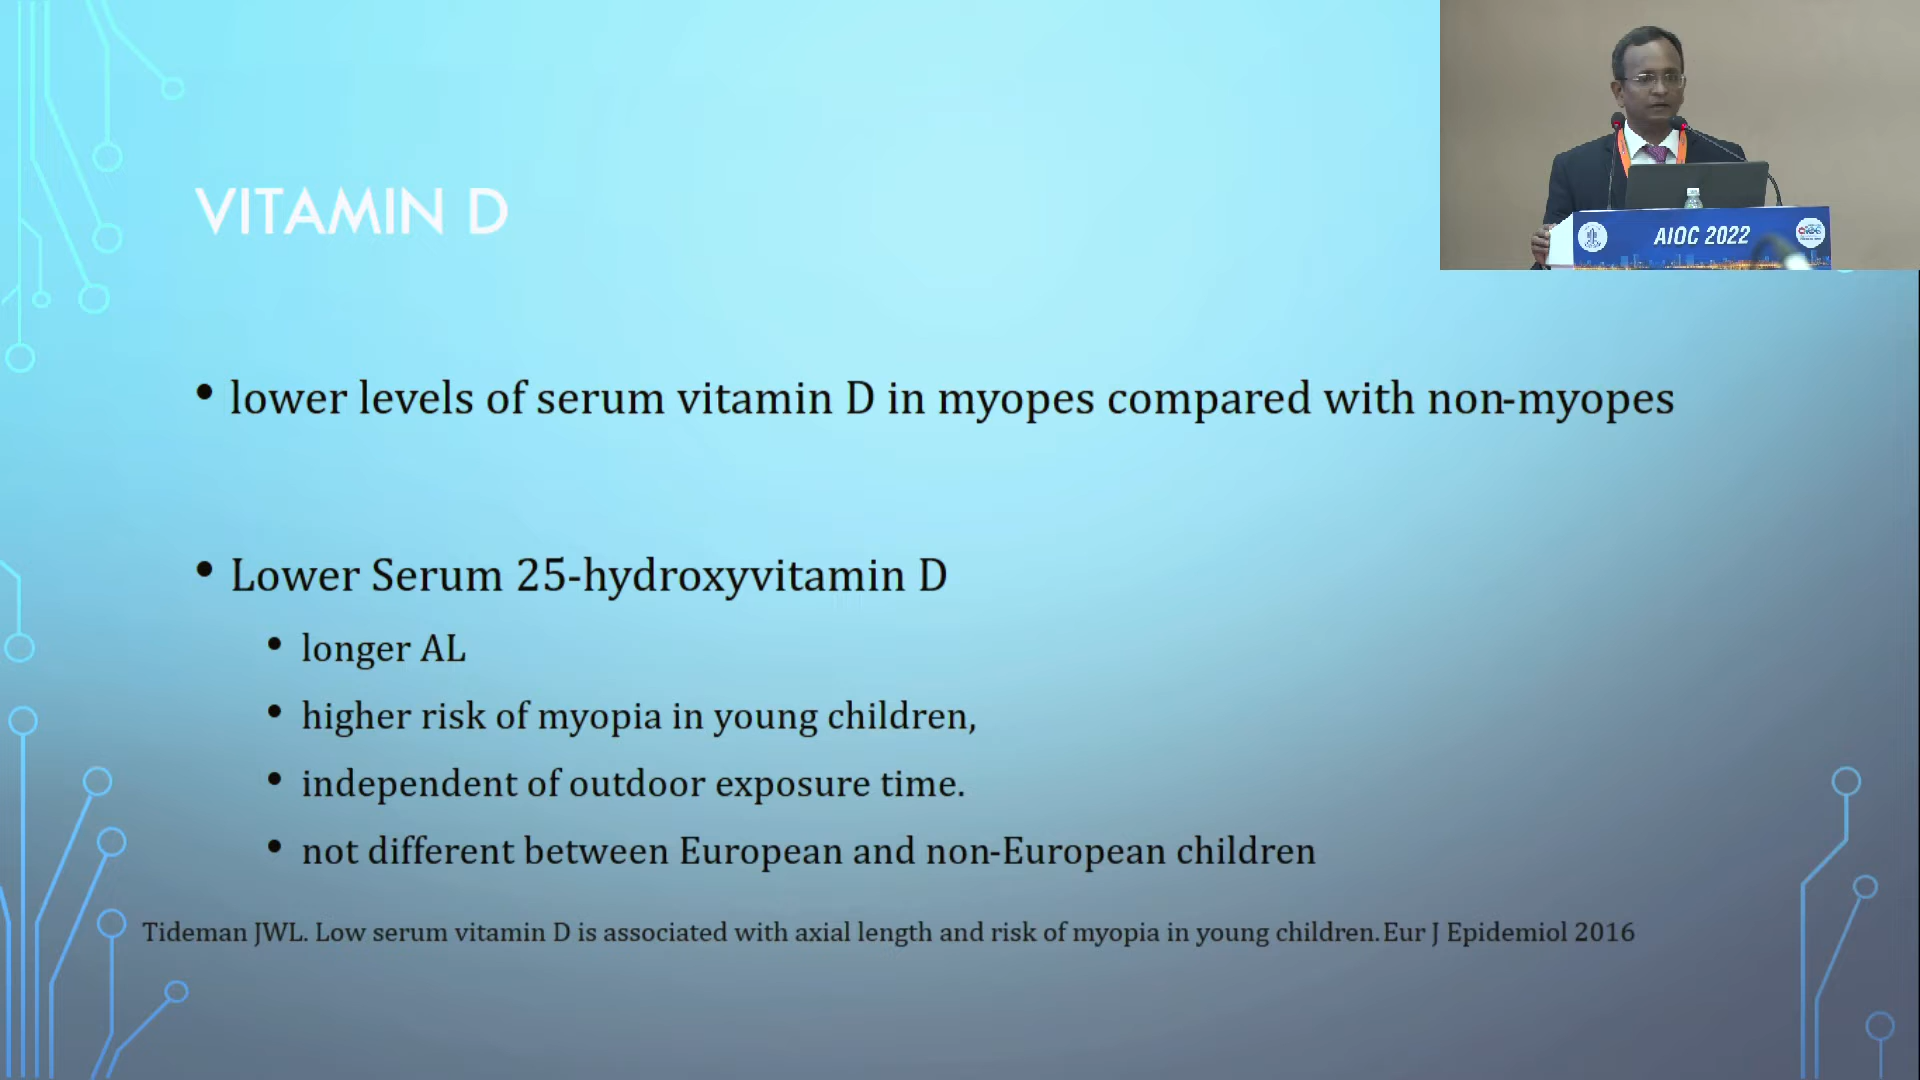 VITAMIN D
AIOC 2022
• lower levels of serum vitamin D in myopes compared with non-myopes
• Lower Serum 25-hydroxyvitamin D
• longer AL
• higher risk of myopia in young children,
• independent of outdoor exposure time.
• not different between European and non-European children
Tideman JWL. Low serum vitamin D is associated with axial length and risk of myopia in young children. Eur J Epidemiol 2016